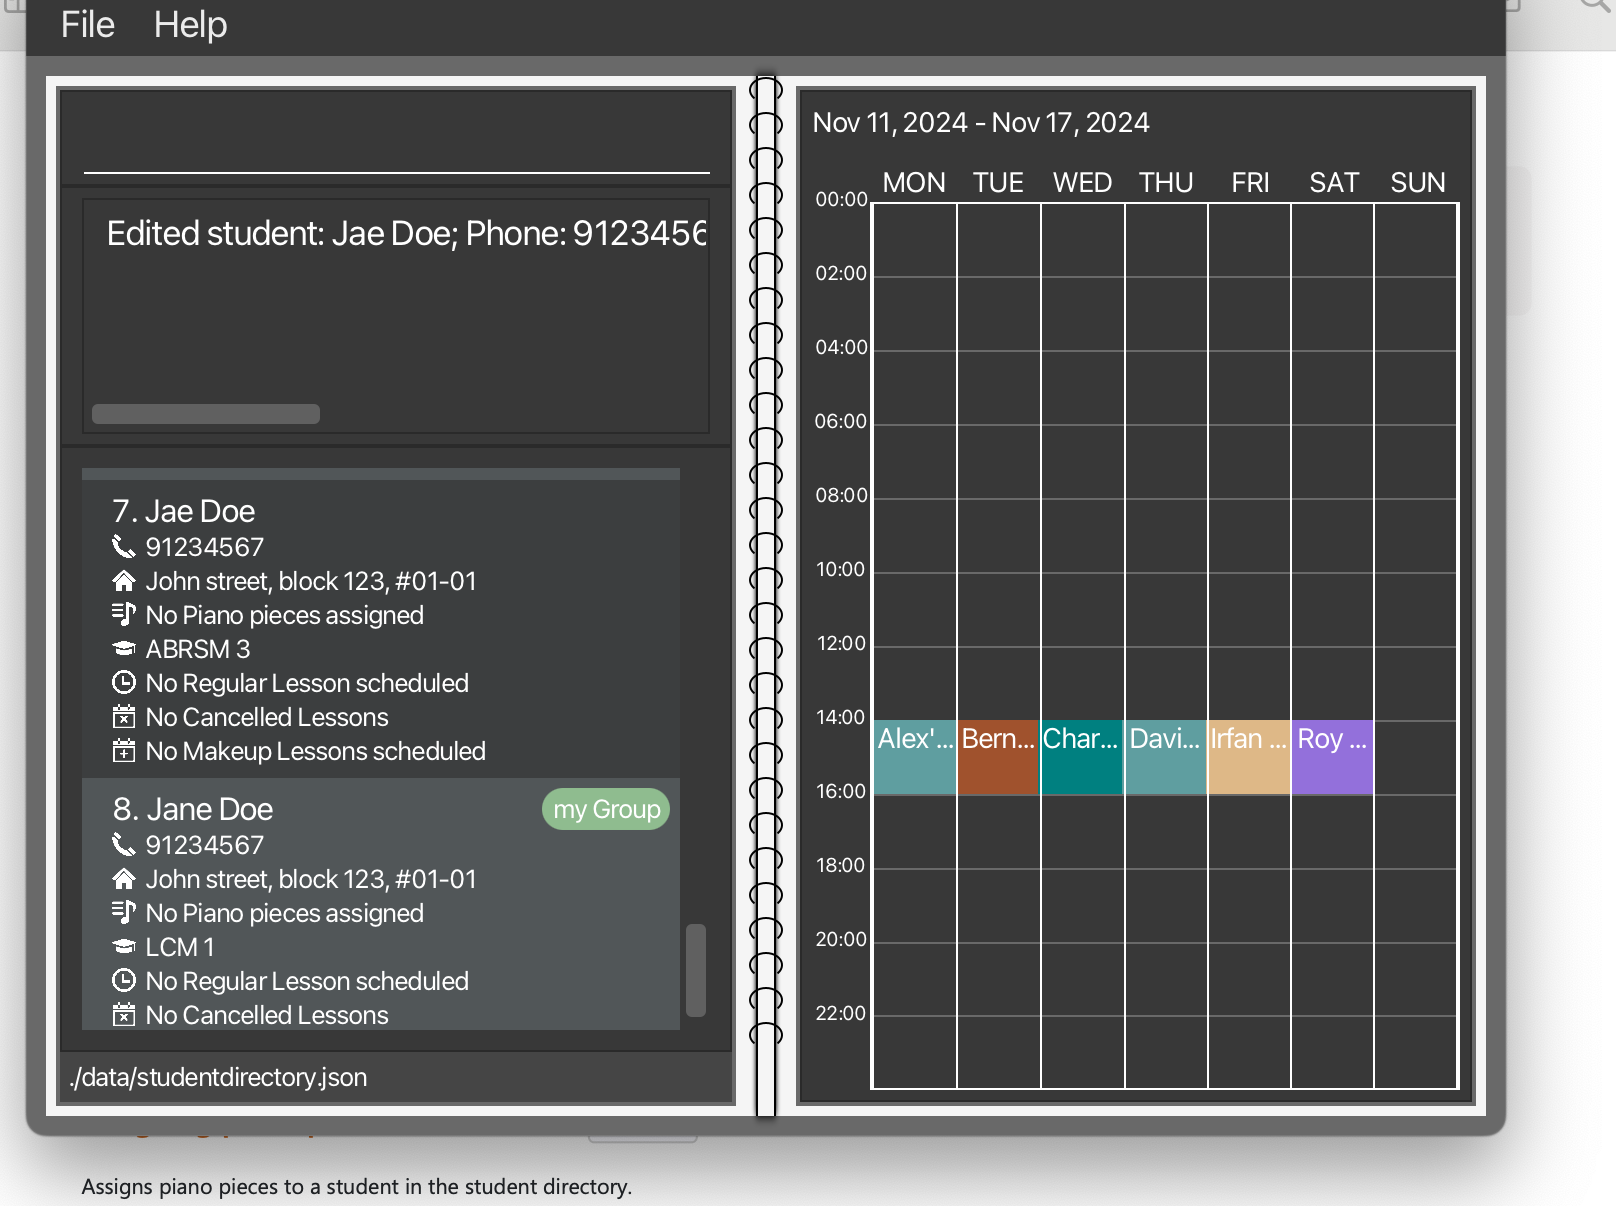 File Help
Edited student: Jae Doe; Phone: 9123456
7. Jae Doe
91234567
John street, block 123, #01-01
No Piano pieces assigned
ABRSM 3
No Regular Lesson scheduled
No Cancelled Lessons
No Makeup Lessons scheduled
8. Jane Doe my Group
91234567
John street, block 123, #01-01
No Piano pieces assigned
LCM 1
No Regular Lesson scheduled
No Cancelled Lessons
./data/studentdirectory.json
Nov 11, 2024 - Nov 17, 2024
MON TUE WED THU FRI SAT SUN
00:00
02:00
04:00
06:00
08:00
10:00
12:00
14:00
Alex'... Bern... Char... Davi... Irfan ... Roy ...
16:00
18:00
20:00
22:00
Assigns piano pieces to a student in the student directory.